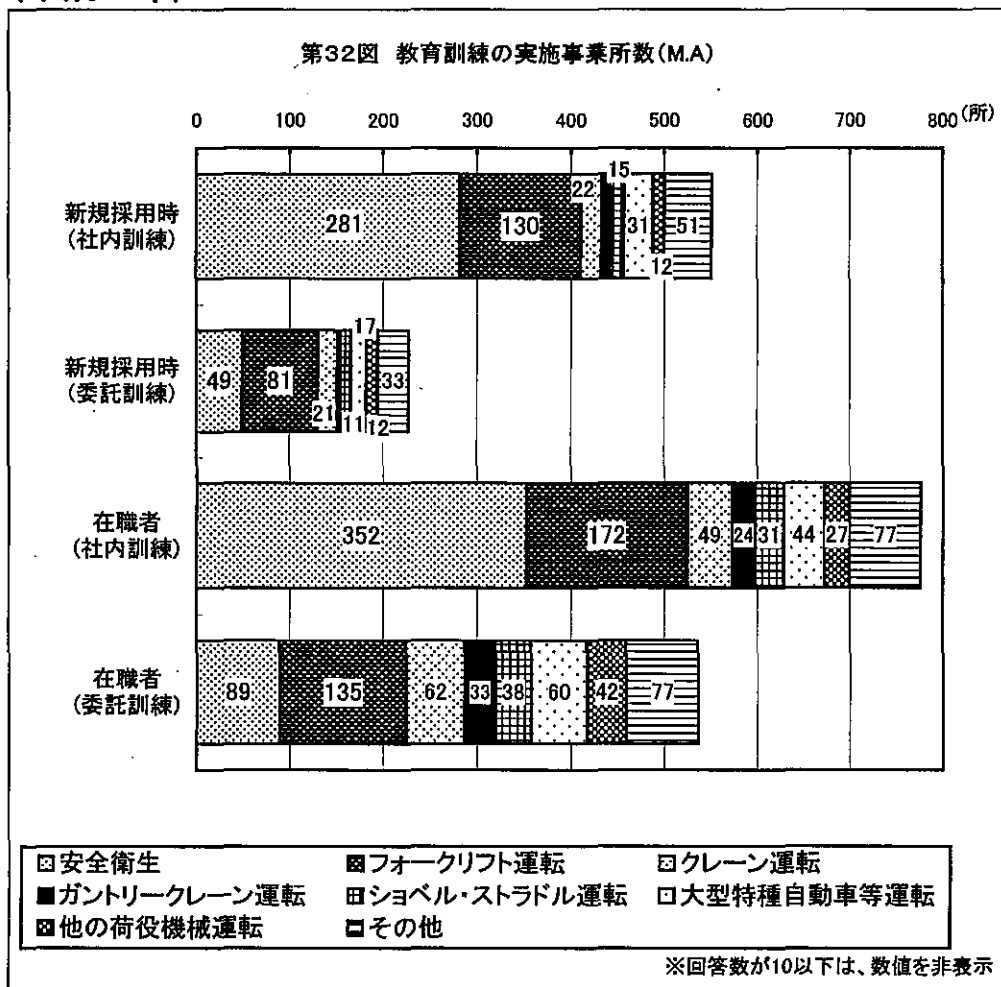 第32図 教育訓練の実施事業所数(M.A)
0 100 200 300 400 500 600 700 800 (所)
新規採用時
(社内訓練)
281 130 22 15 31 12 51
新規採用時
(委託訓練)
49 81 21 11 17 12 33
在職者
(社内訓練)
352 172 49 24 31 44 27 77
在職者
(委託訓練)
89 135 62 33 38 60 42 77
安全衛生 フォークリフト運転 クレーン運転
ガントリークレーン運転 ショベル・ストラドル運転 大型特種自動車等運転
他の荷役機械運転 その他
※回答数が10以下は、数値を非表示